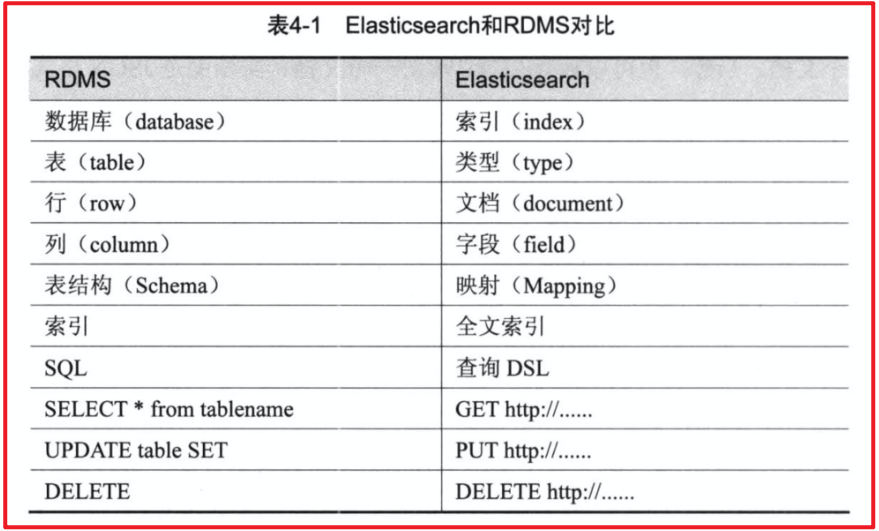 表4-1 Elasticsearch和RDMS对比
RDMS Elasticsearch
数据库（database） 索引（index）
表（table） 类型（type）
行（row） 文档（document）
列（column） 字段（field）
表结构（Schema） 映射（Mapping）
索引 全文索引
SQL 查询 DSL
SELECT * from tablename GET http://......
UPDATE table SET PUT http://......
DELETE DELETE http://......